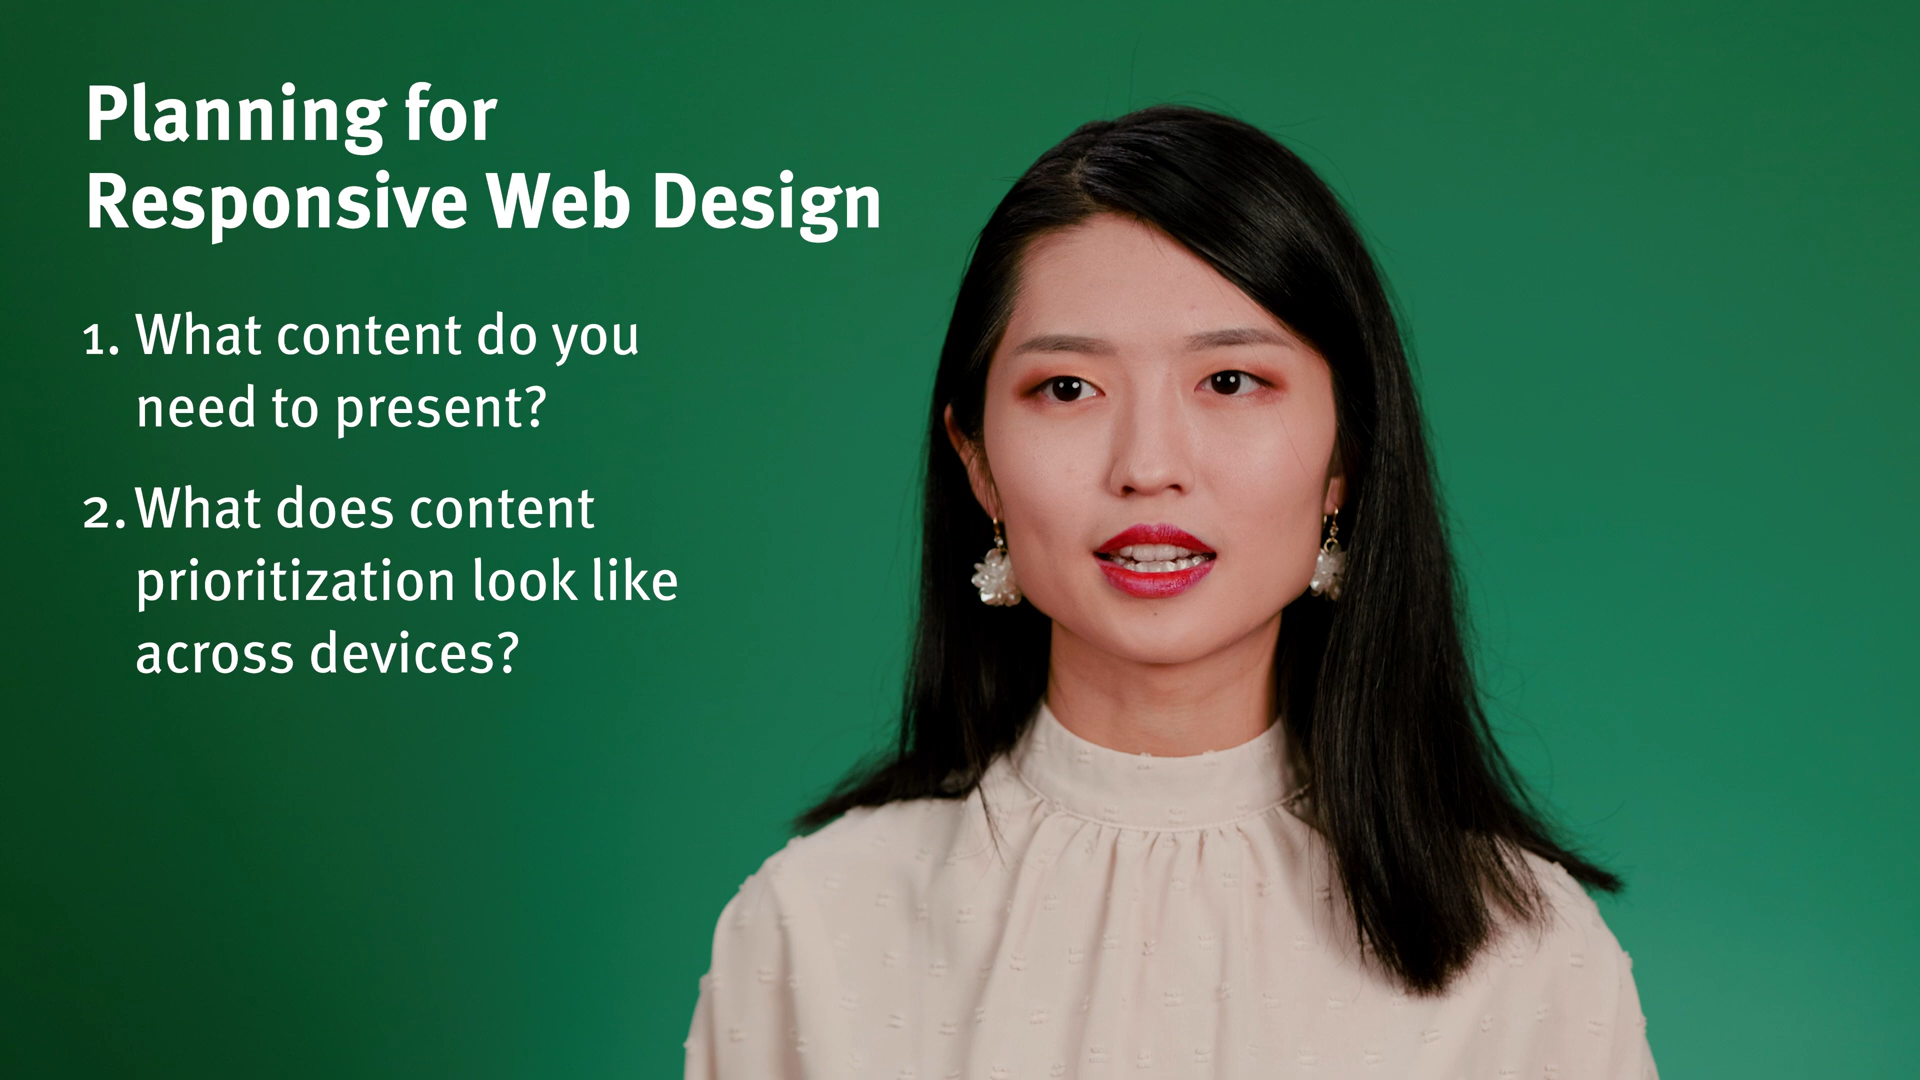 Planning for
Responsive Web Design
1. What content do you
need to present?
2. What does content
prioritization look like
across devices?